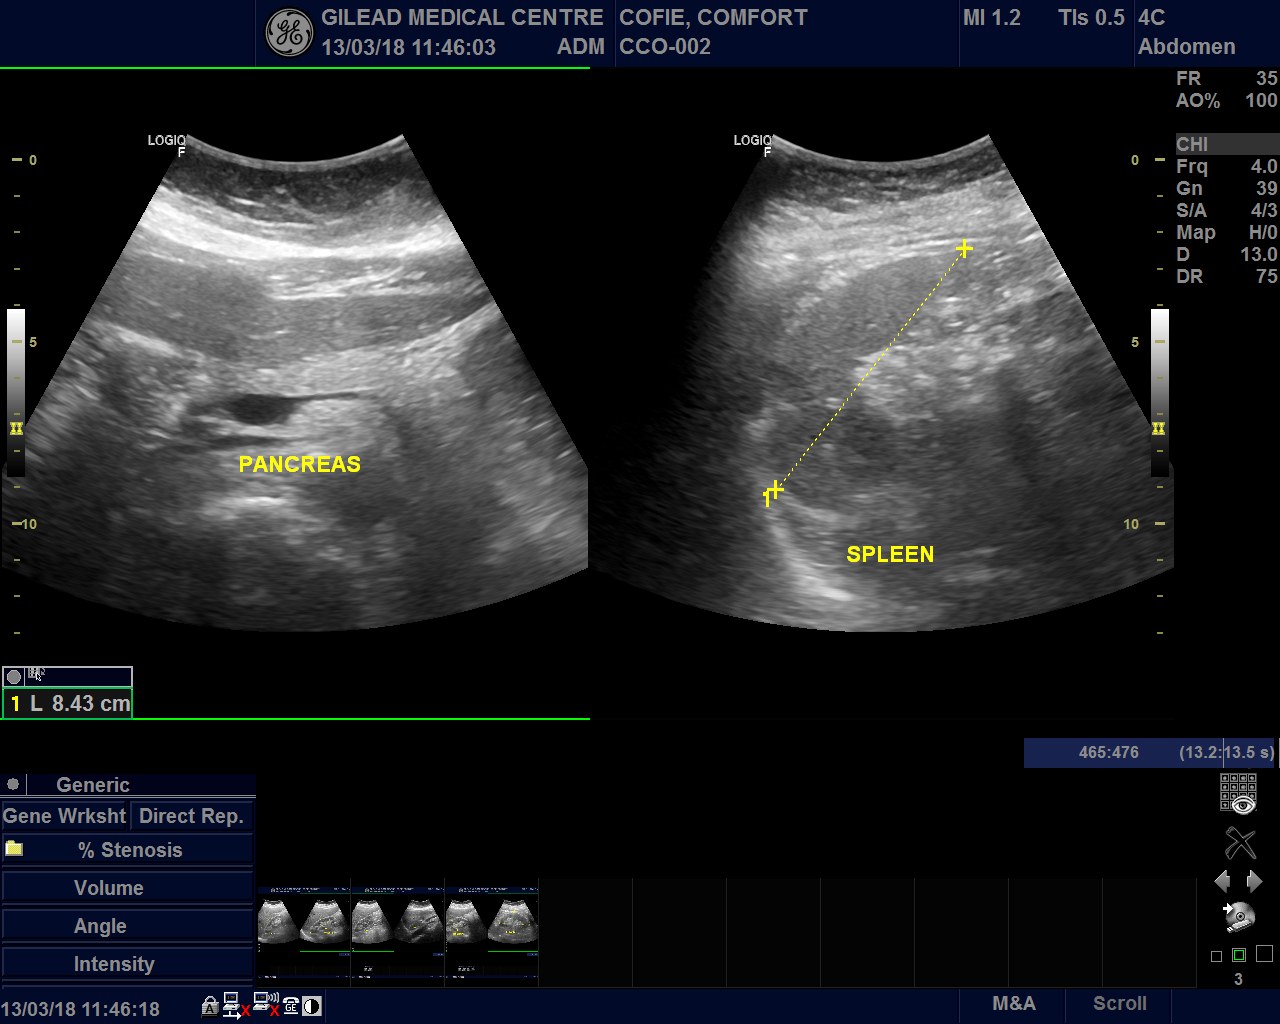 GILEAD MEDICAL CENTRE
13/03/18 11:46:03 ADM
COFIE, COMFORT
CCO-002
MI 1.2 TIs 0.5
4C
Abdomen
FR 35
AO% 100
CHI
Frq 4.0
Gn 39
S/A 4/3
Map H/0
D 13.0
DR 75
LOGIQ
F
0
5
10
PANCREAS
LOGIQ
F
0
5
10
1
SPLEEN
1 L 8.43 cm
465:476 (13.2:13.5 s)
Generic
Gene Wrksht Direct Rep.
% Stenosis
Volume
Angle
Intensity
3
13/03/18 11:46:18
A
GE
M&A Scroll